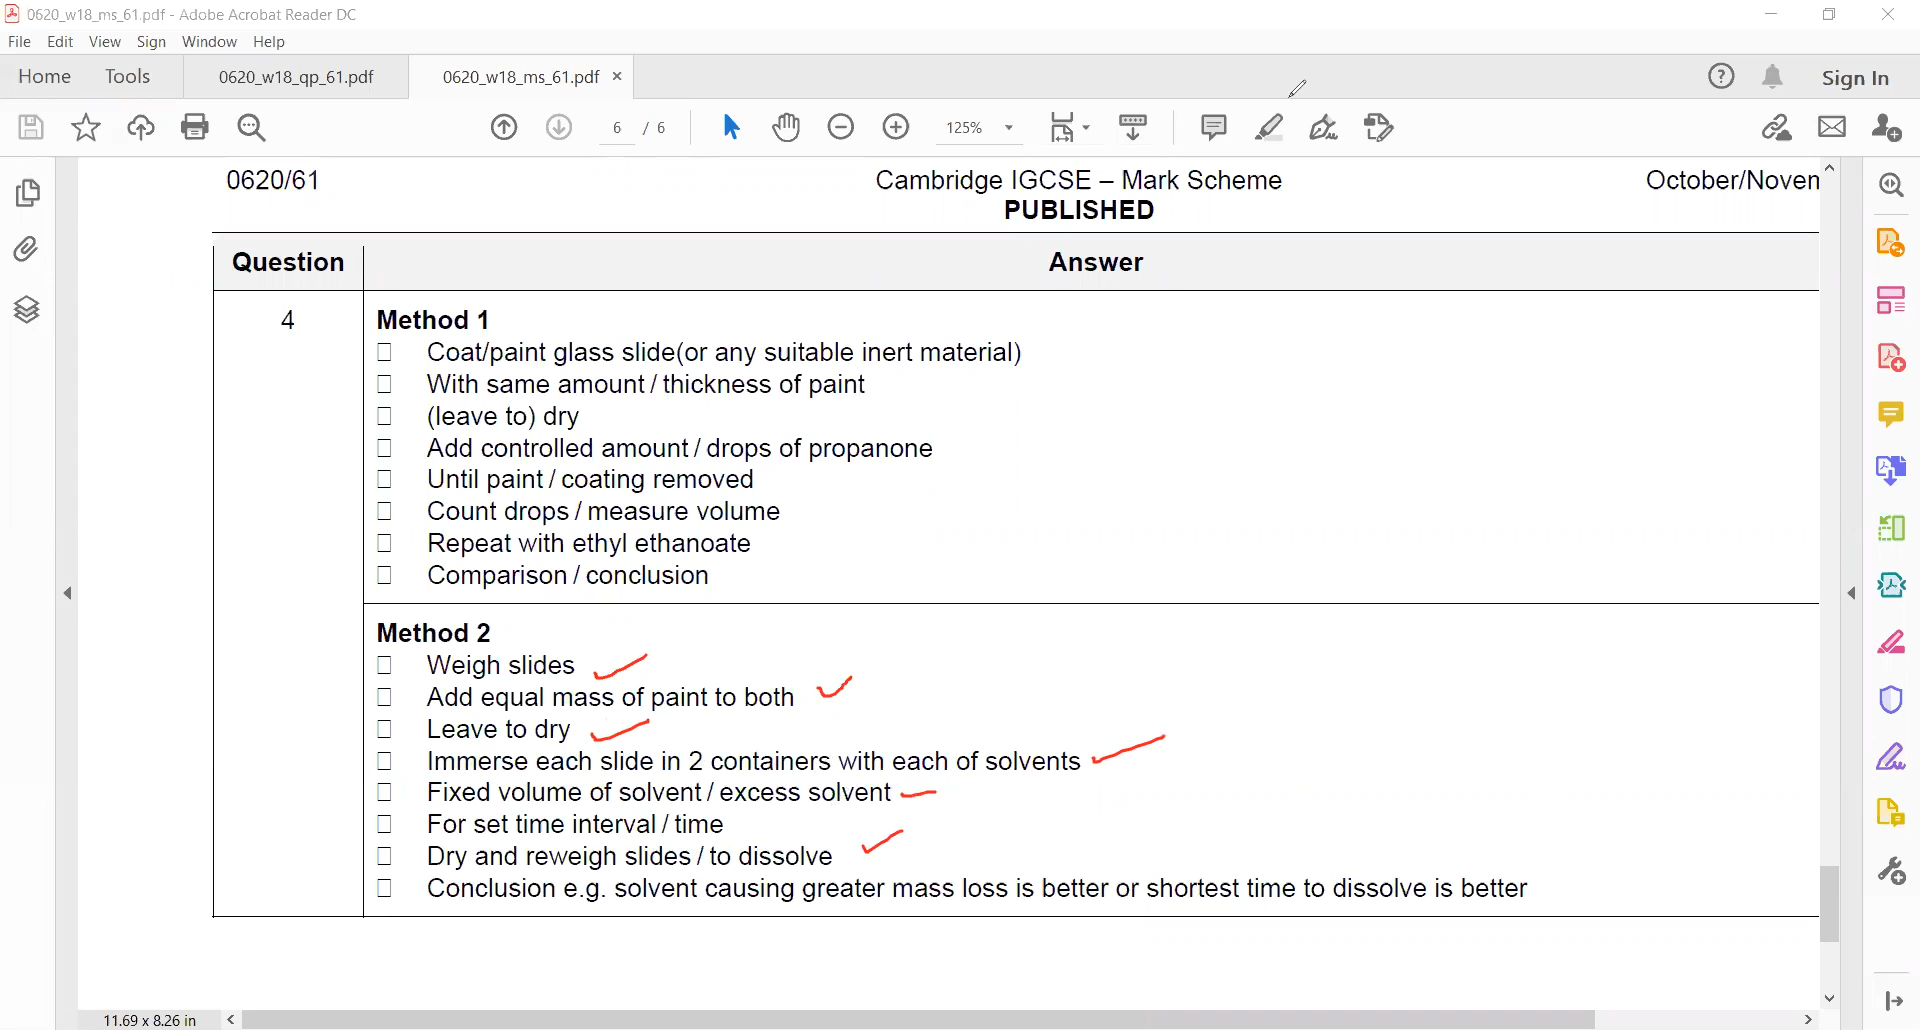 0620_w18_ms_61.pdf - Adobe Acrobat Reader DC
File Edit View Sign Window Help
Home Tools 0620_w18_qp_61.pdf 0620_w18_ms_61.pdf × Sign In
6 / 6 125%
0620/61 Cambridge IGCSE – Mark Scheme October/Novem
PUBLISHED
Question Answer
4 Method 1
Coat/paint glass slide(or any suitable inert material)
With same amount / thickness of paint
(leave to) dry
Add controlled amount / drops of propanone
Until paint / coating removed
Count drops / measure volume
Repeat with ethyl ethanoate
Comparison / conclusion
Method 2
Weigh slides
Add equal mass of paint to both
Leave to dry
Immerse each slide in 2 containers with each of solvents
Fixed volume of solvent / excess solvent
For set time interval / time
Dry and reweigh slides / to dissolve
Conclusion e.g. solvent causing greater mass loss is better or shortest time to dissolve is better
11.69 x 8.26 in